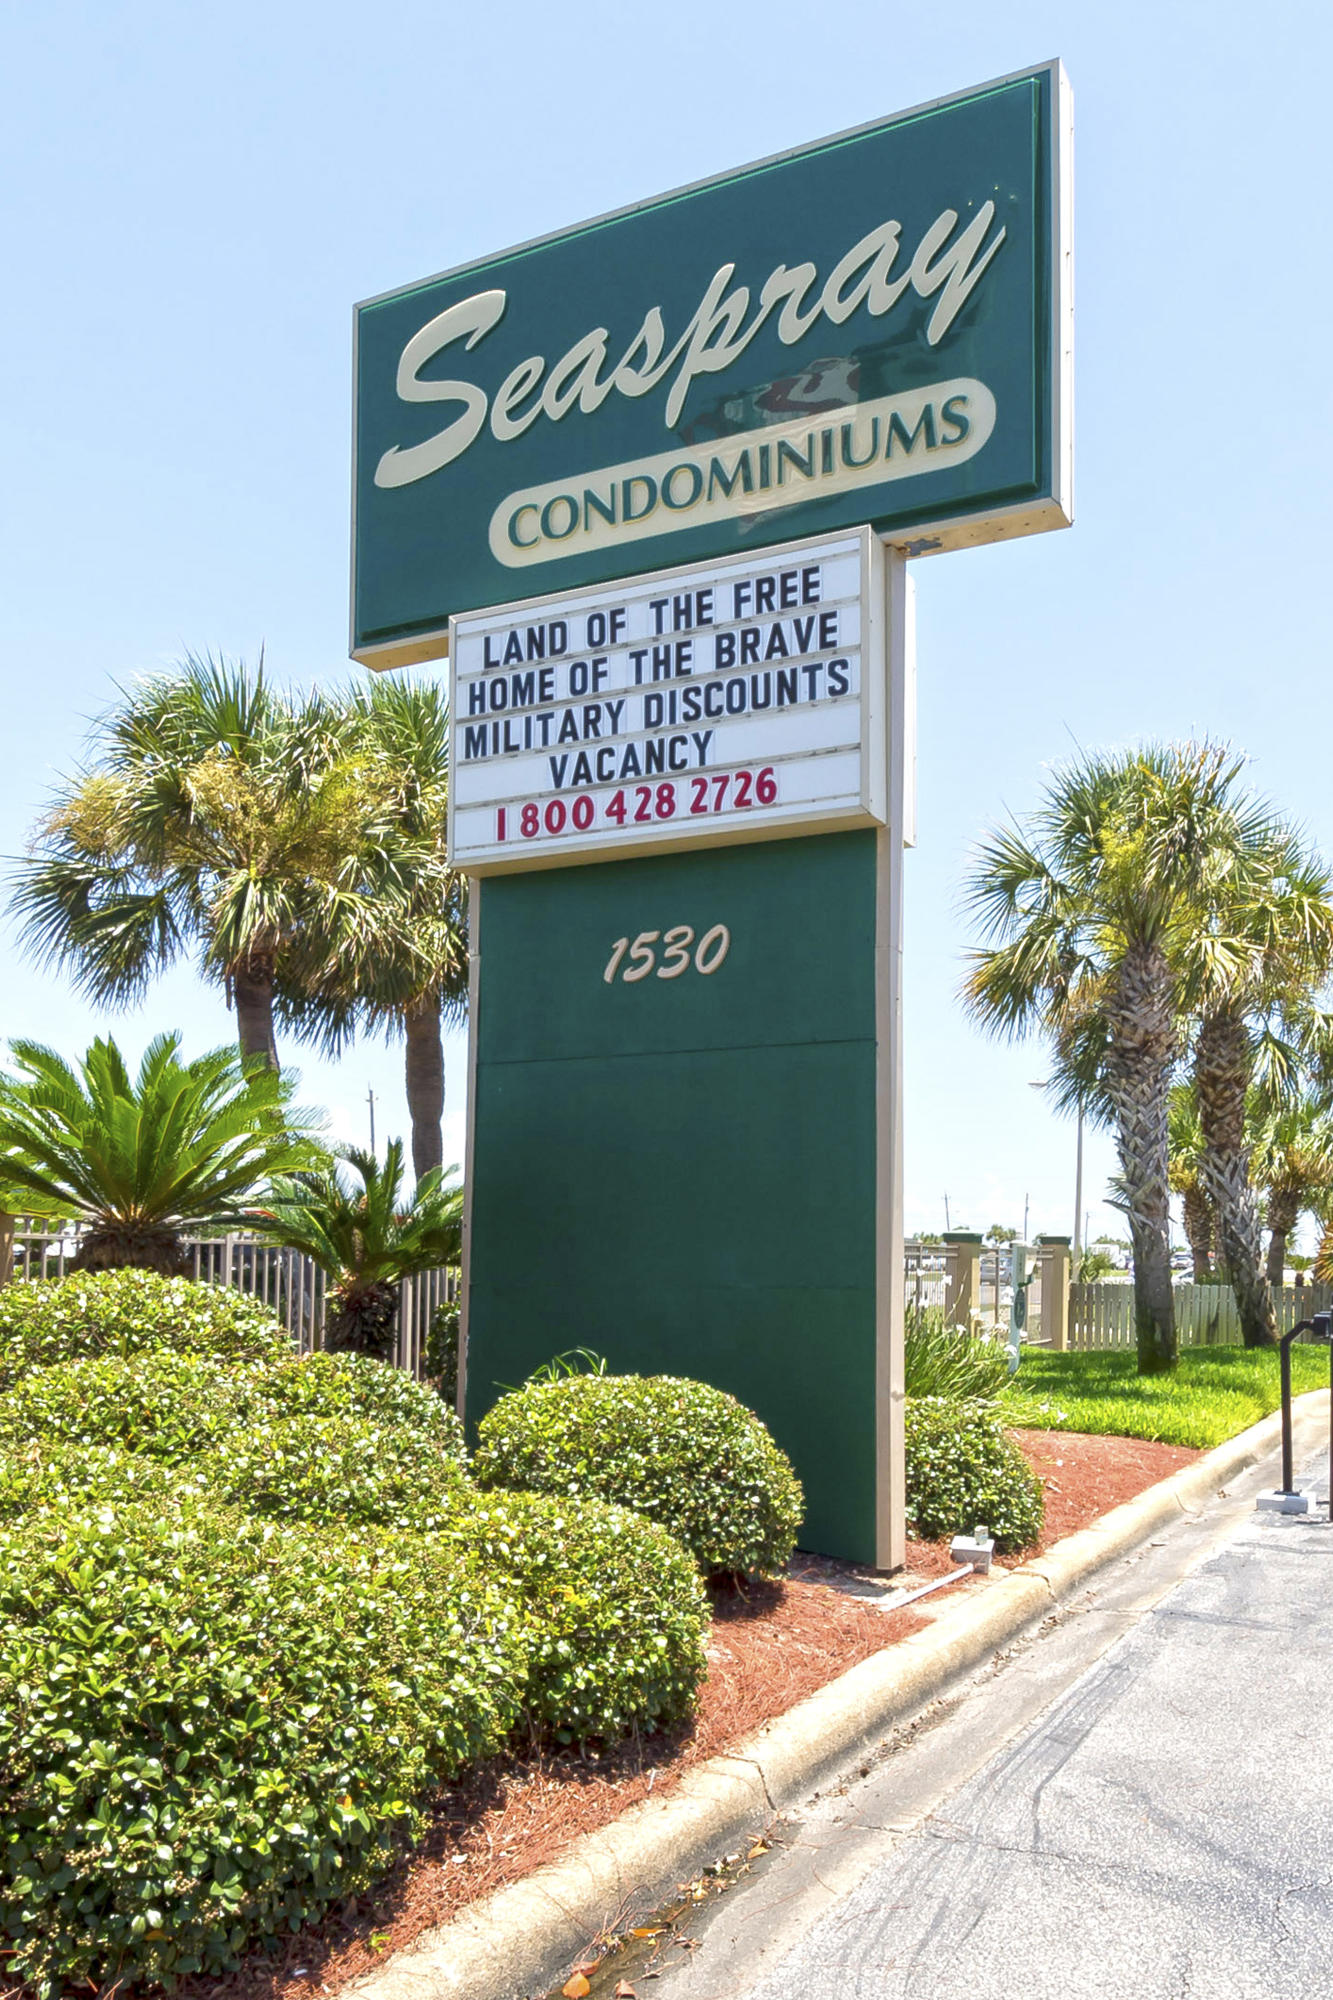 Seaspray
CONDOMINIUMS
LAND OF THE FREE
HOME OF THE BRAVE
MILITARY DISCOUNTS
VACANCY
1 800 428 2726
1530